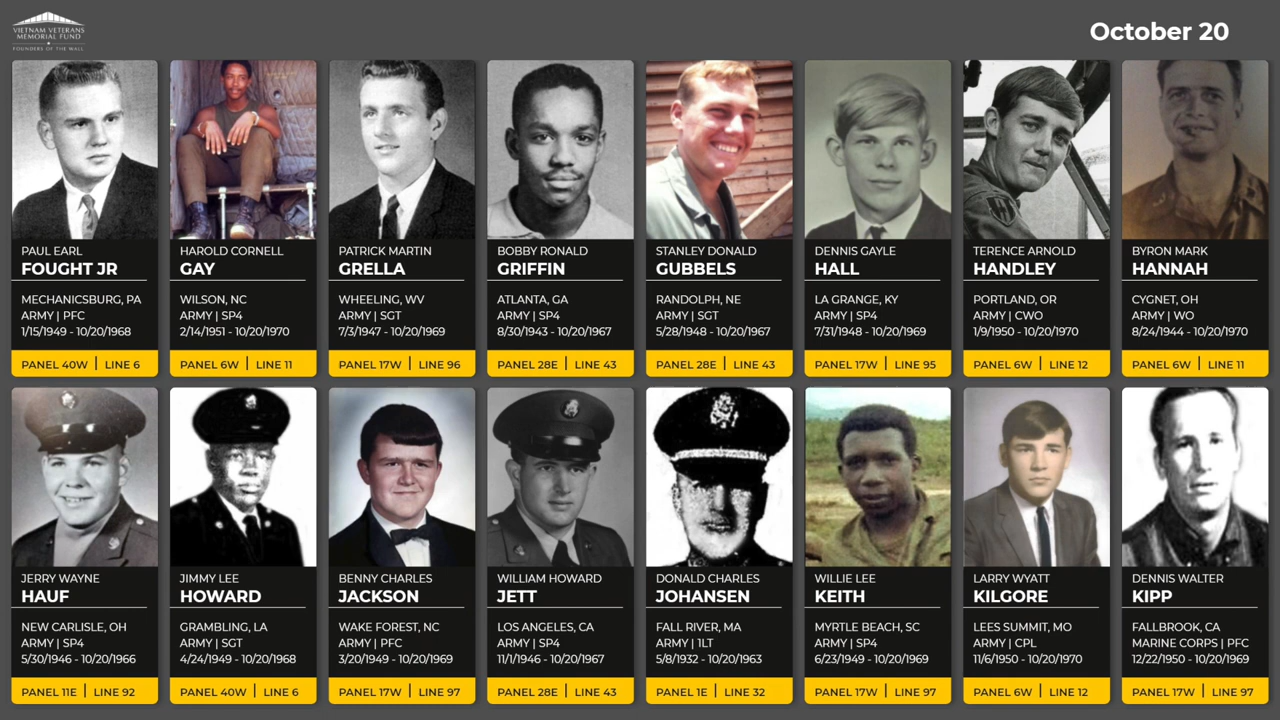 VIETNAM VETERANS
MEMORIAL FUND
FOUNDERS OF THE WALL
October 20
PAUL EARL
FOUGHT JR
MECHANICSBURG, PA
ARMY | PFC
1/15/1949 - 10/20/1968
PANEL 40W | LINE 6
HAROLD CORNELL
GAY
WILSON, NC
ARMY | SP4
2/14/1951 - 10/20/1970
PANEL 6W | LINE 11
PATRICK MARTIN
GRELLA
WHEELING, WV
ARMY | SGT
7/3/1947 - 10/20/1969
PANEL 17W | LINE 96
BOBBY RONALD
GRIFFIN
ATLANTA, GA
ARMY | SP4
8/30/1943 - 10/20/1967
PANEL 28E | LINE 43
STANLEY DONALD
GUBBELS
RANDOLPH, NE
ARMY | SGT
5/28/1948 - 10/20/1967
PANEL 28E | LINE 43
DENNIS GAYLE
HALL
LA GRANGE, KY
ARMY | SP4
7/31/1948 - 10/20/1969
PANEL 17W | LINE 95
TERENCE ARNOLD
HANDLEY
PORTLAND, OR
ARMY | CWO
1/9/1950 - 10/20/1970
PANEL 6W | LINE 12
BYRON MARK
HANNAH
CYGNET, OH
ARMY | WO
8/24/1944 - 10/20/1970
PANEL 6W | LINE 11
JERRY WAYNE
HAUF
NEW CARLISLE, OH
ARMY | SP4
5/30/1946 - 10/20/1966
PANEL 11E | LINE 92
JIMMY LEE
HOWARD
GRAMBLING, LA
ARMY | SGT
4/24/1949 - 10/20/1968
PANEL 40W | LINE 6
BENNY CHARLES
JACKSON
WAKE FOREST, NC
ARMY | PFC
3/20/1949 - 10/20/1969
PANEL 17W | LINE 97
WILLIAM HOWARD
JETT
LOS ANGELES, CA
ARMY | SP4
11/1/1946 - 10/20/1967
PANEL 28E | LINE 43
DONALD CHARLES
JOHANSEN
FALL RIVER, MA
ARMY | 1LT
5/8/1932 - 10/20/1963
PANEL 1E | LINE 32
WILLIE LEE
KEITH
MYRTLE BEACH, SC
ARMY | SP4
6/23/1949 - 10/20/1969
PANEL 17W | LINE 97
LARRY WYATT
KILGORE
LEES SUMMIT, MO
ARMY | CPL
11/6/1950 - 10/20/1970
PANEL 6W | LINE 12
DENNIS WALTER
KIPP
FALLBROOK, CA
MARINE CORPS | PFC
12/22/1950 - 10/20/1969
PANEL 17W | LINE 97